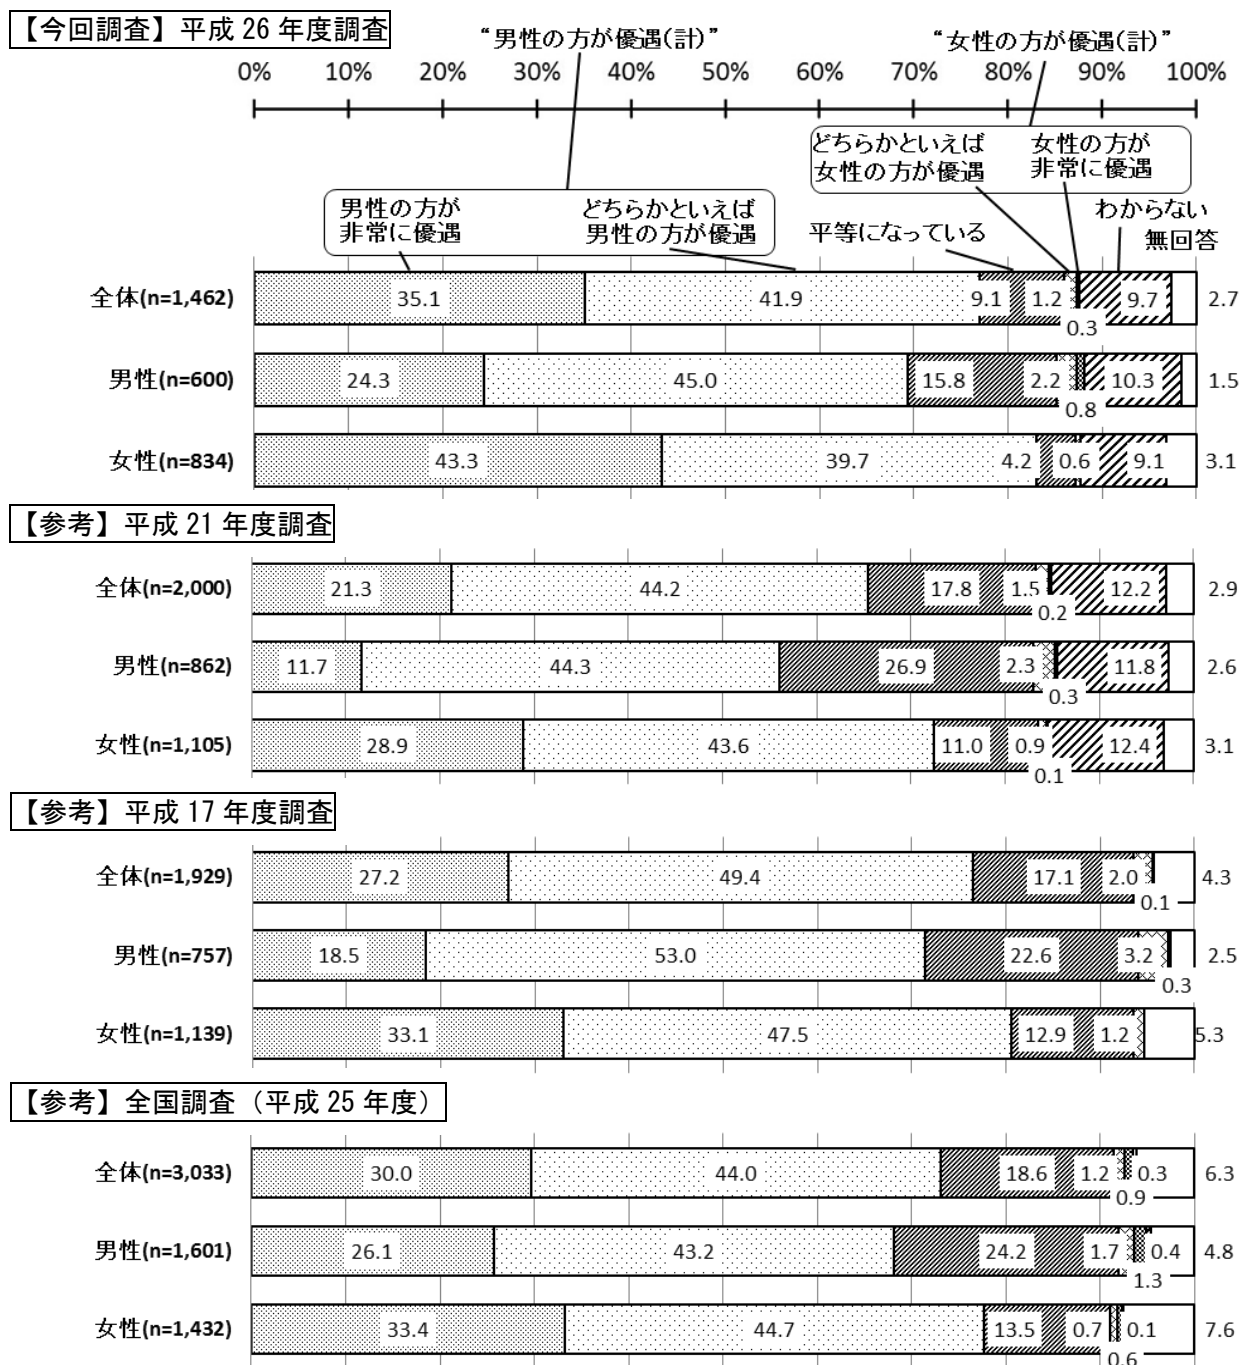 【今回調査】平成 26 年度調査
“男性の方が優遇(計)”
“女性の方が優遇(計)”
0% 10% 20% 30% 40% 50% 60% 70% 80% 90% 100%
どちらかといえば
女性の方が優遇
女性の方が
非常に優遇
男性の方が
非常に優遇
どちらかといえば
男性の方が優遇
平等になっている
わからない
無回答
全体(n=1,462) 35.1 41.9 9.1 1.2 0.3 9.7 2.7
男性(n=600) 24.3 45.0 15.8 2.2 0.8 10.3 1.5
女性(n=834) 43.3 39.7 4.2 0.6 9.1 3.1
【参考】平成 21 年度調査
全体(n=2,000) 21.3 44.2 17.8 1.5 0.2 12.2 2.9
男性(n=862) 11.7 44.3 26.9 2.3 0.3 11.8 2.6
女性(n=1,105) 28.9 43.6 11.0 0.9 0.1 12.4 3.1
【参考】平成 17 年度調査
全体(n=1,929) 27.2 49.4 17.1 2.0 0.1 4.3
男性(n=757) 18.5 53.0 22.6 3.2 0.3 2.5
女性(n=1,139) 33.1 47.5 12.9 1.2 5.3
【参考】全国調査（平成 25 年度）
全体(n=3,033) 30.0 44.0 18.6 1.2 0.9 0.3 6.3
男性(n=1,601) 26.1 43.2 24.2 1.7 1.3 0.4 4.8
女性(n=1,432) 33.4 44.7 13.5 0.7 0.6 0.1 7.6